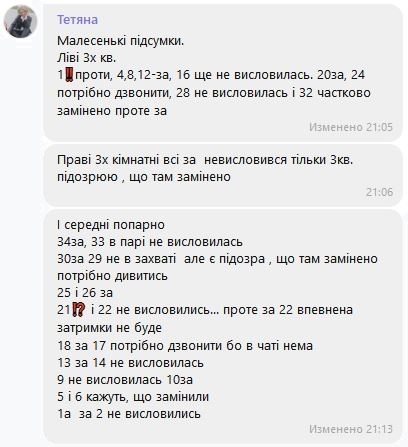 Тетяна
Малесенькі підсумки.
Ліві 3х кв.
1‼️проти, 4,8,12-за, 16 ще не висловилась. 20за, 24
потрібно дзвонити, 28 не висловилась і 32 частково
замінено проте за
Изменено 21:05
Праві 3х кімнатні всі за невисловився тільки 3кв.
підозрюю , що там замінено
21:06
І середні попарно
34за, 33 в парі не висловилась
30за 29 не в захваті але є підозра , що там замінено
потрібно дивитись
25 і 26 за
21⁉️ і 22 не висловились... проте за 22 впевнена
затримки не буде
18 за 17 потрібно дзвонити бо в чаті нема
13 за 14 не висловилась
9 не висловилась 10за
5 і 6 кажуть, що замінили
1а за 2 не висловились
Изменено 21:13